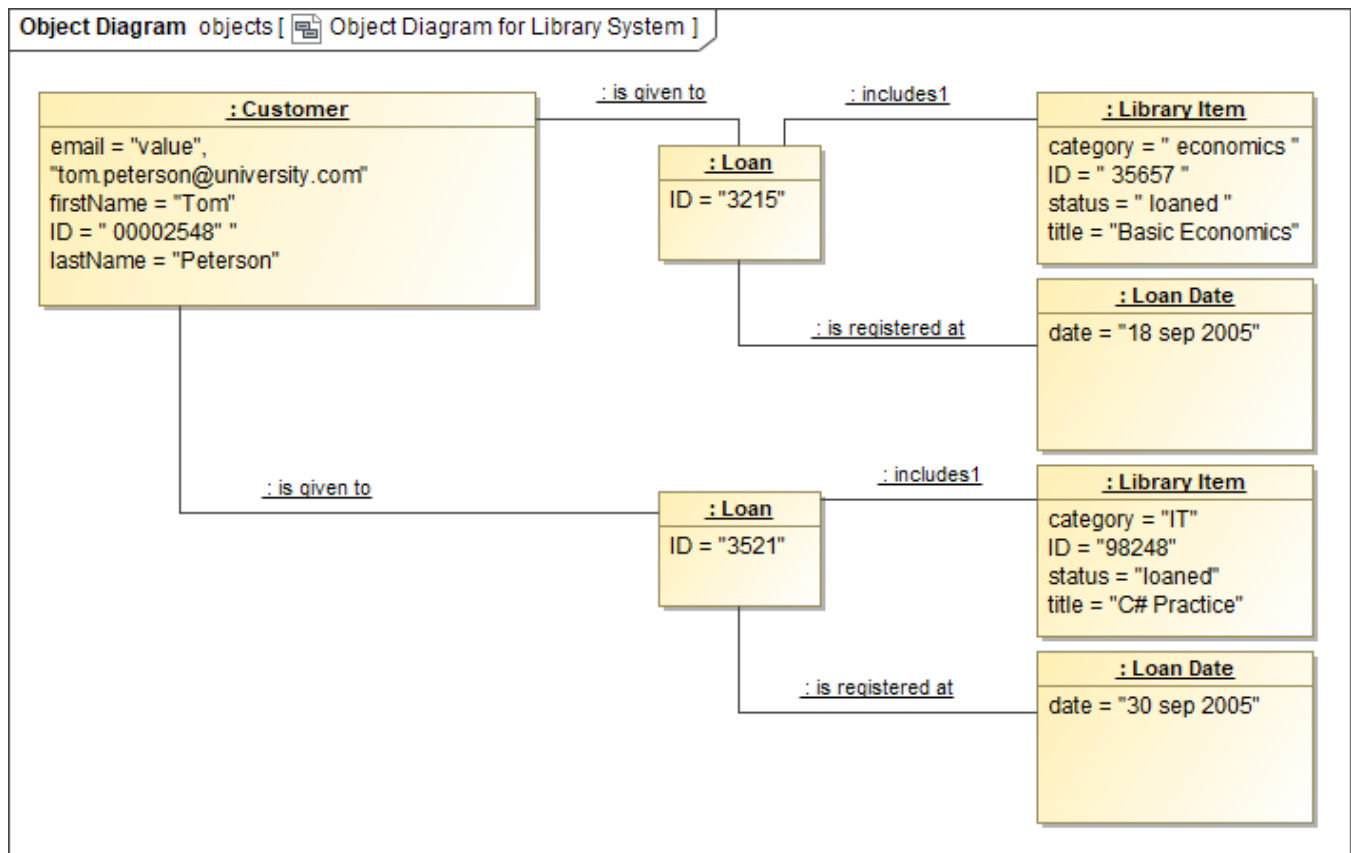 Object Diagram objects [ Object Diagram for Library System ]
: is given to
: includes1
: Customer
email = "value",
"tom.peterson@university.com"
firstName = "Tom"
ID = " 00002548" "
lastName = "Peterson"
: Loan
ID = "3215"
: Library Item
category = " economics "
ID = " 35657 "
status = " loaned "
title = "Basic Economics"
: is registered at
: Loan Date
date = "18 sep 2005"
: is given to
: includes1
: Loan
ID = "3521"
: Library Item
category = "IT"
ID = "98248"
status = "loaned"
title = "C# Practice"
: is registered at
: Loan Date
date = "30 sep 2005"